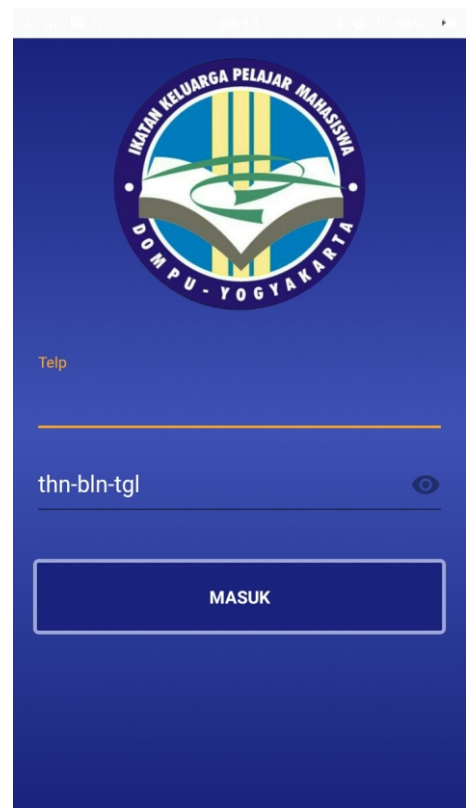 IKATAN KELUARGA PELAJAR MAHASISWA
DOMPU - YOGYAKARTA
Telp
thn-bln-tgl
MASUK